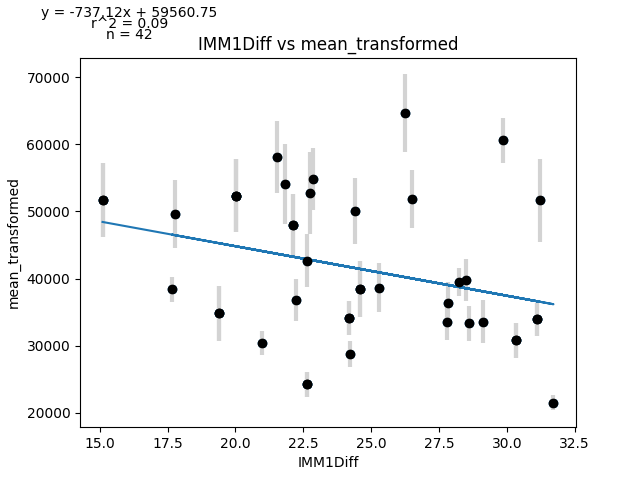 y = -737.12x + 59560.75
r^2 = 0.09
n = 42
IMM1Diff vs mean_transformed
70000
60000
50000
40000
30000
20000
mean_transformed
15.0 17.5 20.0 22.5 25.0 27.5 30.0 32.5
IMM1Diff